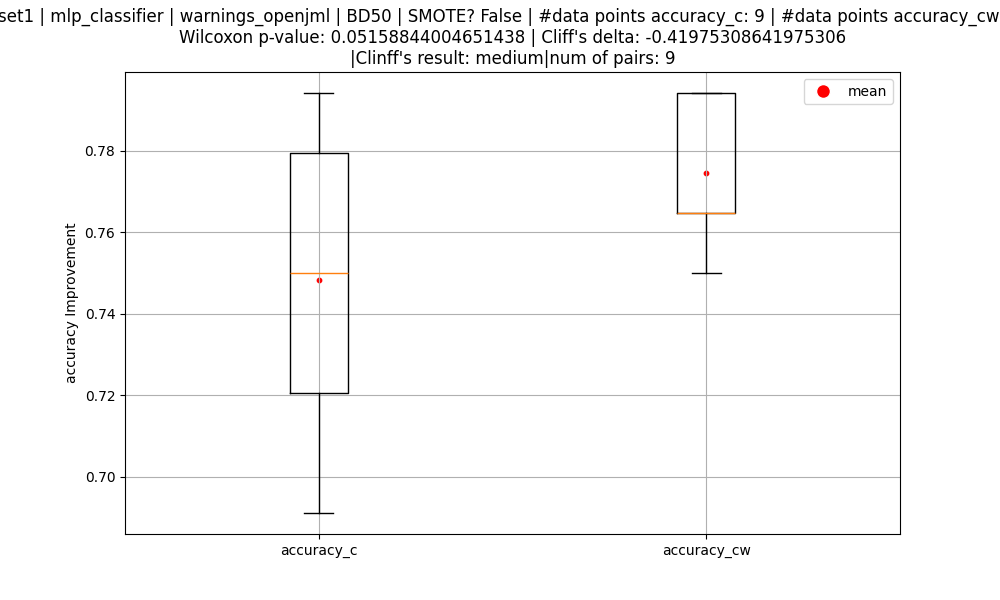 set1 | mlp_classifier | warnings_openjml | BD50 | SMOTE? False | #data points accuracy_c: 9 | #data points accuracy_cw
Wilcoxon p-value: 0.05158844004651438 | Cliff's delta: -0.41975308641975306
|Clinff's result: medium|num of pairs: 9
mean
0.78
0.76
0.74
0.72
0.70
accuracy Improvement
accuracy_c
accuracy_cw